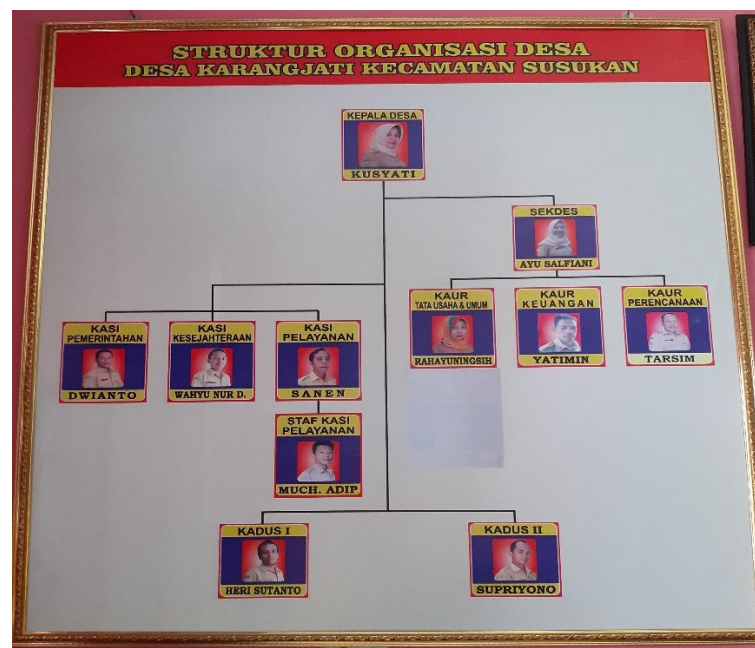 STRUKTUR ORGANISASI DESA
DESA KARANGJATI KECAMATAN SUSUKAN
KEPALA DESA
KUSYATI
SEKDES
AYU SALFIANI
KAUR
TATA USAHA & UMUM
RAHAYUNINGSIH
KAUR
KEUANGAN
YATIMIN
KAUR
PERENCANAAN
TARSIM
KASI
PEMERINTAHAN
DWIANTO
KASI
KESEJAHTERAAN
WAHYU NUR D.
KASI
PELAYANAN
SANEN
STAF KASI
PELAYANAN
MUCH. ADIP
KADUS I
HERI SUTANTO
KADUS II
SUPRIYONO